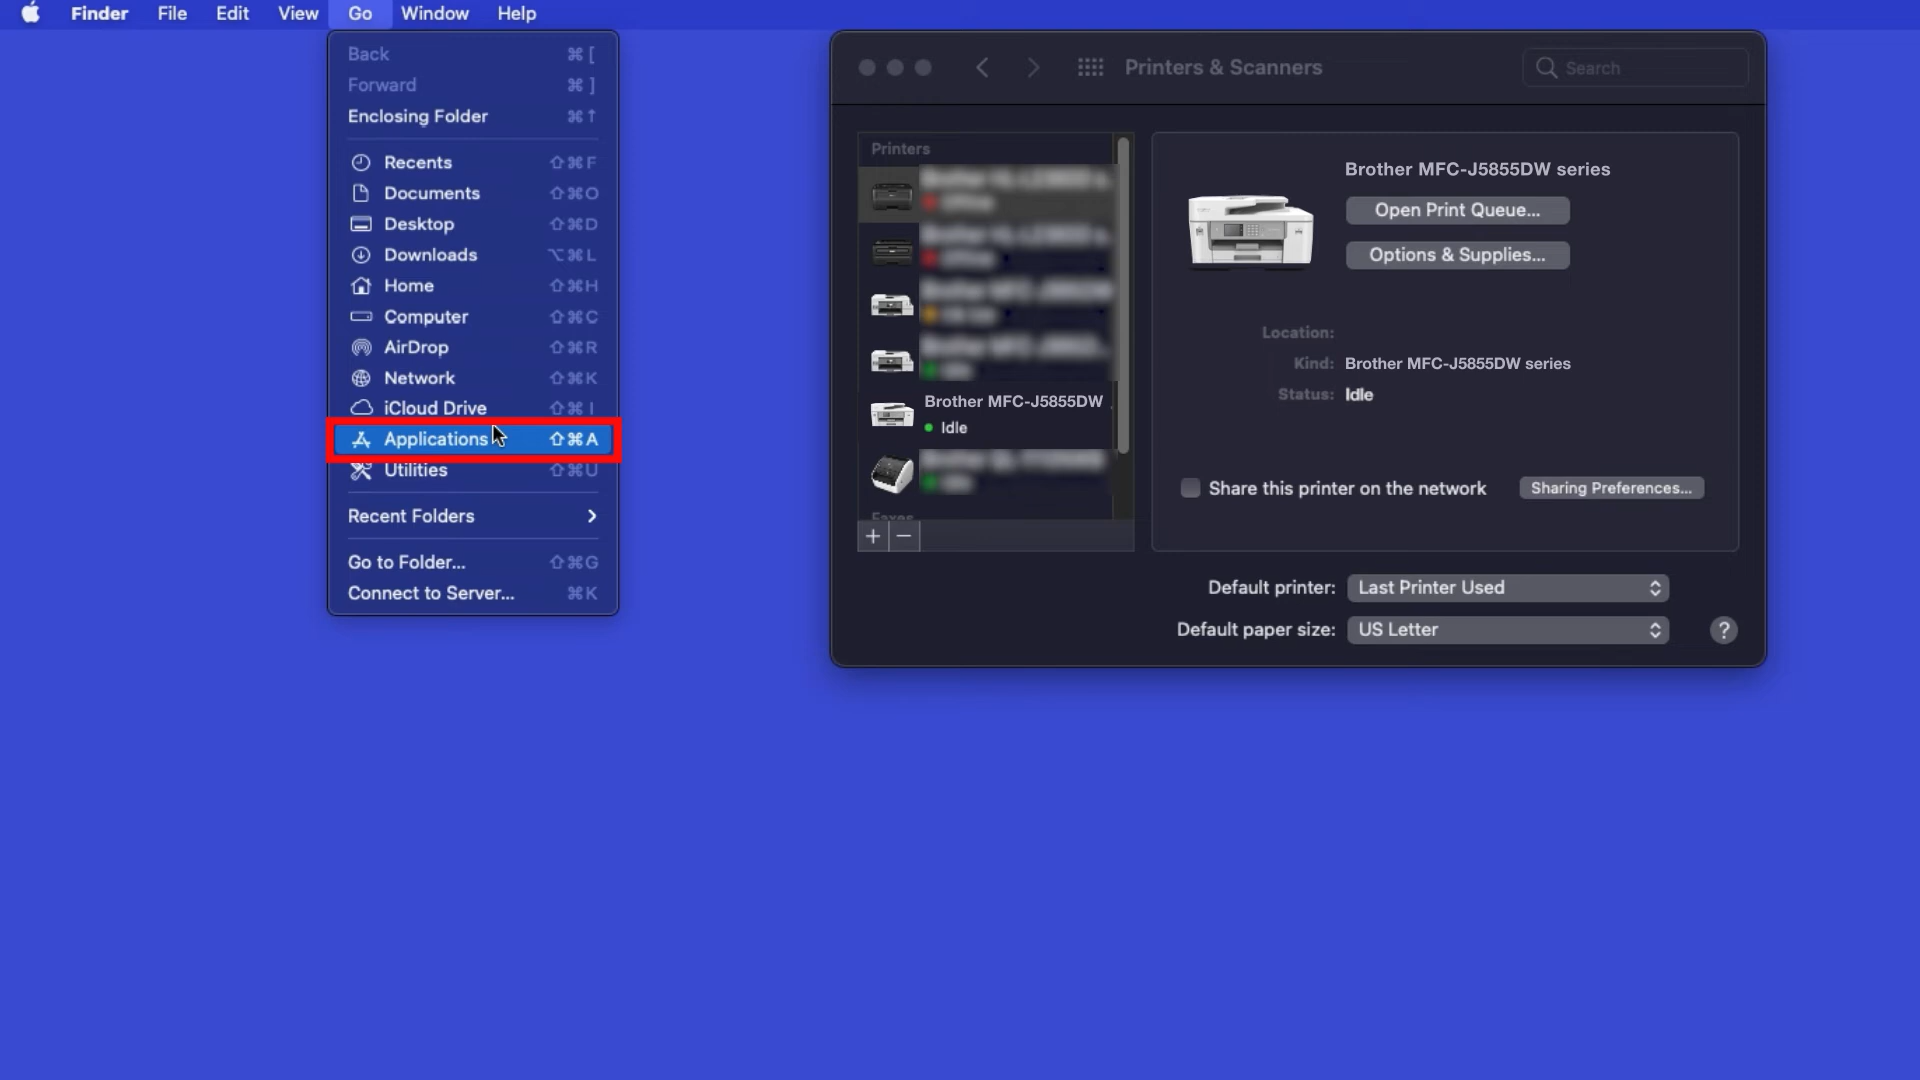 Finder File Edit View Go Window Help
Back ⌘ [
Forward ⌘ ]
Enclosing Folder ⌘↑
Recents ⇧⌘F
Documents ⇧⌘O
Desktop ⇧⌘D
Downloads ⌥⌘L
Home ⇧⌘H
Computer ⇧⌘C
AirDrop ⇧⌘R
Network ⇧⌘K
iCloud Drive ⇧⌘I
Applications ⇧⌘A
Utilities ⇧⌘U
Recent Folders
Go to Folder... ⇧⌘G
Connect to Server... ⌘K
Printers & Scanners
Search
Printers
Brother MFC-J5855DW
Idle
Faxes
+ −
Brother MFC-J5855DW series
Open Print Queue...
Options & Supplies...
Location:
Kind: Brother MFC-J5855DW series
Status: Idle
Share this printer on the network
Sharing Preferences...
Default printer: Last Printer Used
Default paper size: US Letter
?